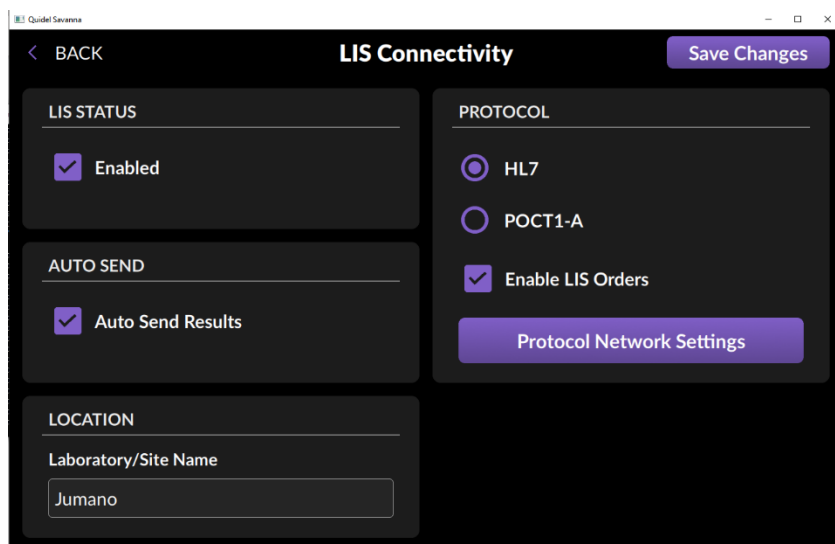 Quidel Savanna
BACK
LIS Connectivity
Save Changes
LIS STATUS
Enabled
AUTO SEND
Auto Send Results
LOCATION
Laboratory/Site Name
Jumano
PROTOCOL
HL7
POCT1-A
Enable LIS Orders
Protocol Network Settings